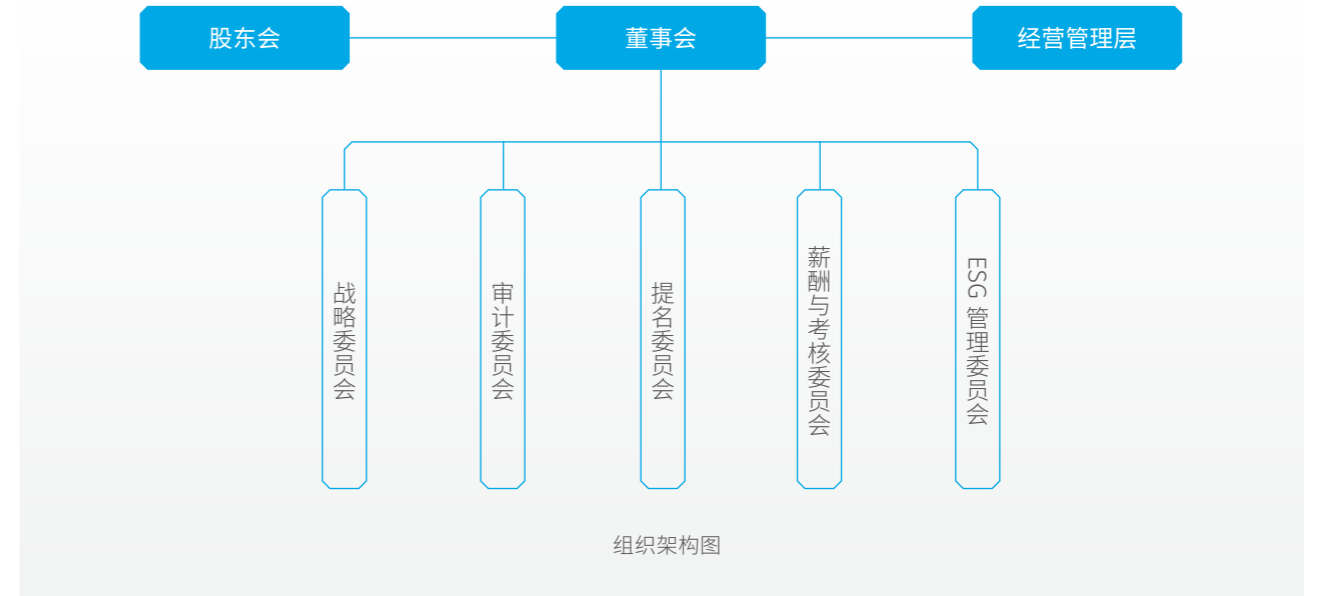 股东会
董事会
经营管理层
战略委员会
审计委员会
提名委员会
薪酬与考核委员会
ESG 管理委员会
组织架构图